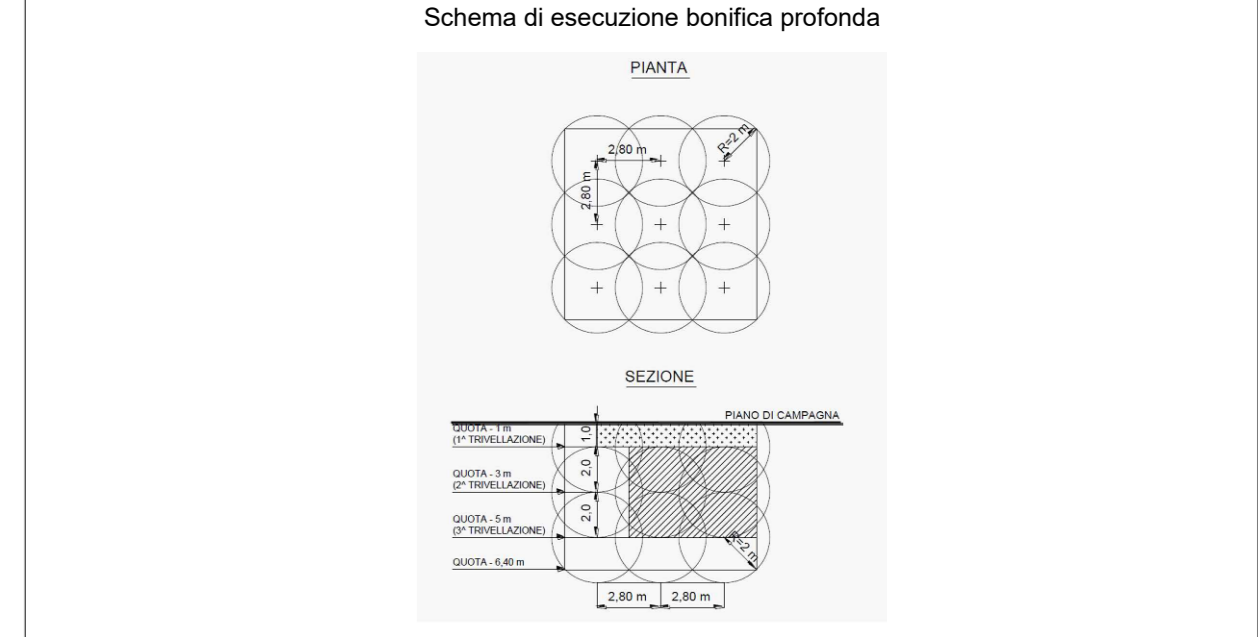 Schema di esecuzione bonifica profonda
PIANTA
R=2 m
2,80 m
2,80 m
SEZIONE
PIANO DI CAMPAGNA
QUOTA - 1 m
(1^ TRIVELLAZIONE)
1,0
QUOTA - 3 m
(2^ TRIVELLAZIONE)
2,0
QUOTA - 5 m
(3^ TRIVELLAZIONE)
2,0
R=2 m
QUOTA - 6,40 m
2,80 m
2,80 m